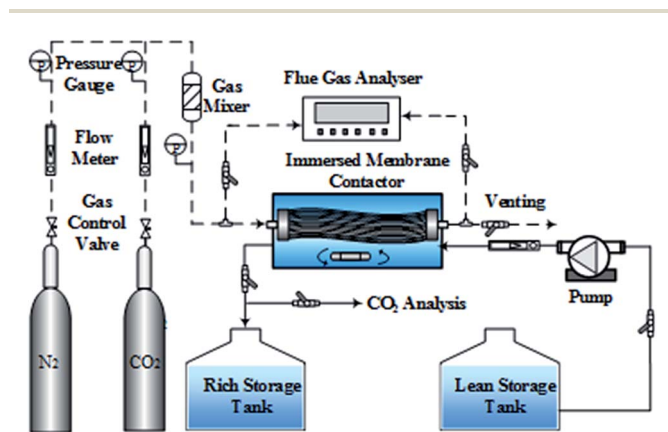 P
Pressure
Gauge
P
Gas
Mixer
Flue Gas Analyser
P
Flow
Meter
Immersed Membrane
Contactor
Venting
Gas
Control
Valve
Pump
CO₂ Analysis
N2
CO2
Rich Storage
Tank
Lean Storage
Tank